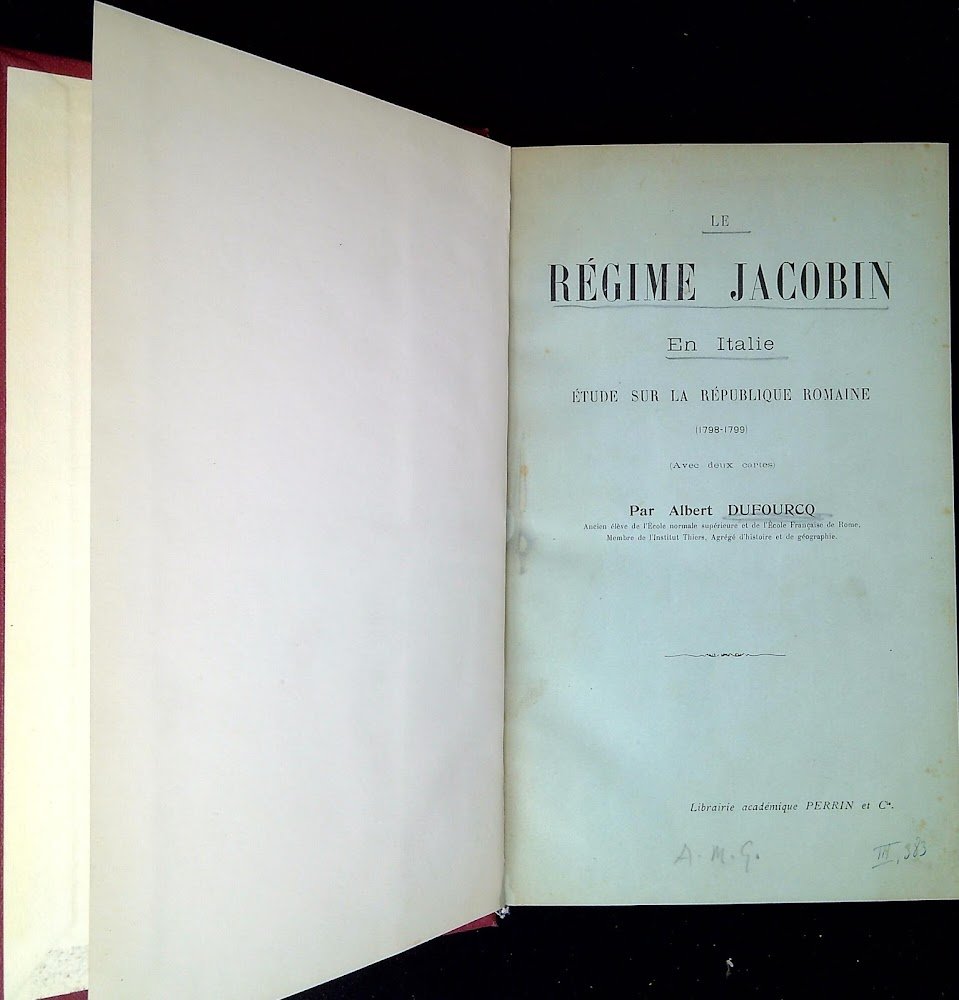 LE
RÉGIME JACOBIN
En Italie
ÉTUDE SUR LA RÉPUBLIQUE ROMAINE
(1798-1799)
(Avec deux cartes)
Par Albert DUFOURCQ
Ancien élève de l'École normale supérieure et de l'École Française de Rome,
Membre de l'Institut Thiers, Agrégé d'histoire et de géographie.
Librairie académique PERRIN et Cie.
A. M. G.
III, 983